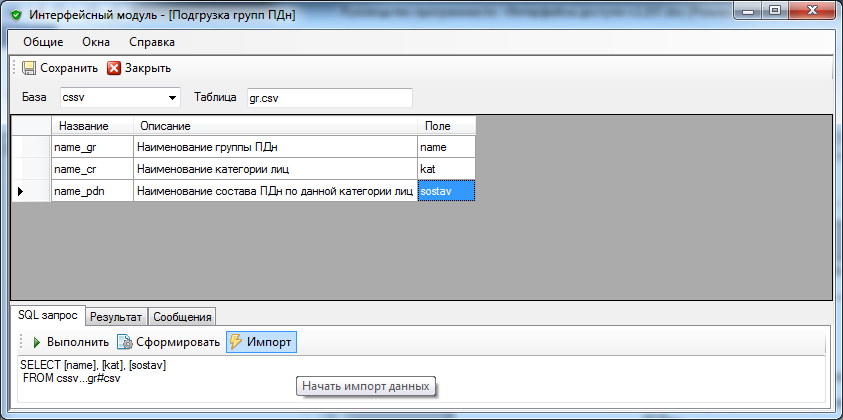 Интерфейсный модуль - [Подгрузка групп ПДн]
Общие Окна Справка
Сохранить Закрыть
База cssv Таблица gr.csv
Название Описание Поле
name_gr Наименование группы ПДн name
name_cr Наименование категории лиц kat
name_pdn Наименование состава ПДн по данной категории лиц sostav
SQL запрос Результат Сообщения
Выполнить Сформировать Импорт
SELECT [name], [kat], [sostav]
FROM cssv...gr#csv
Начать импорт данных